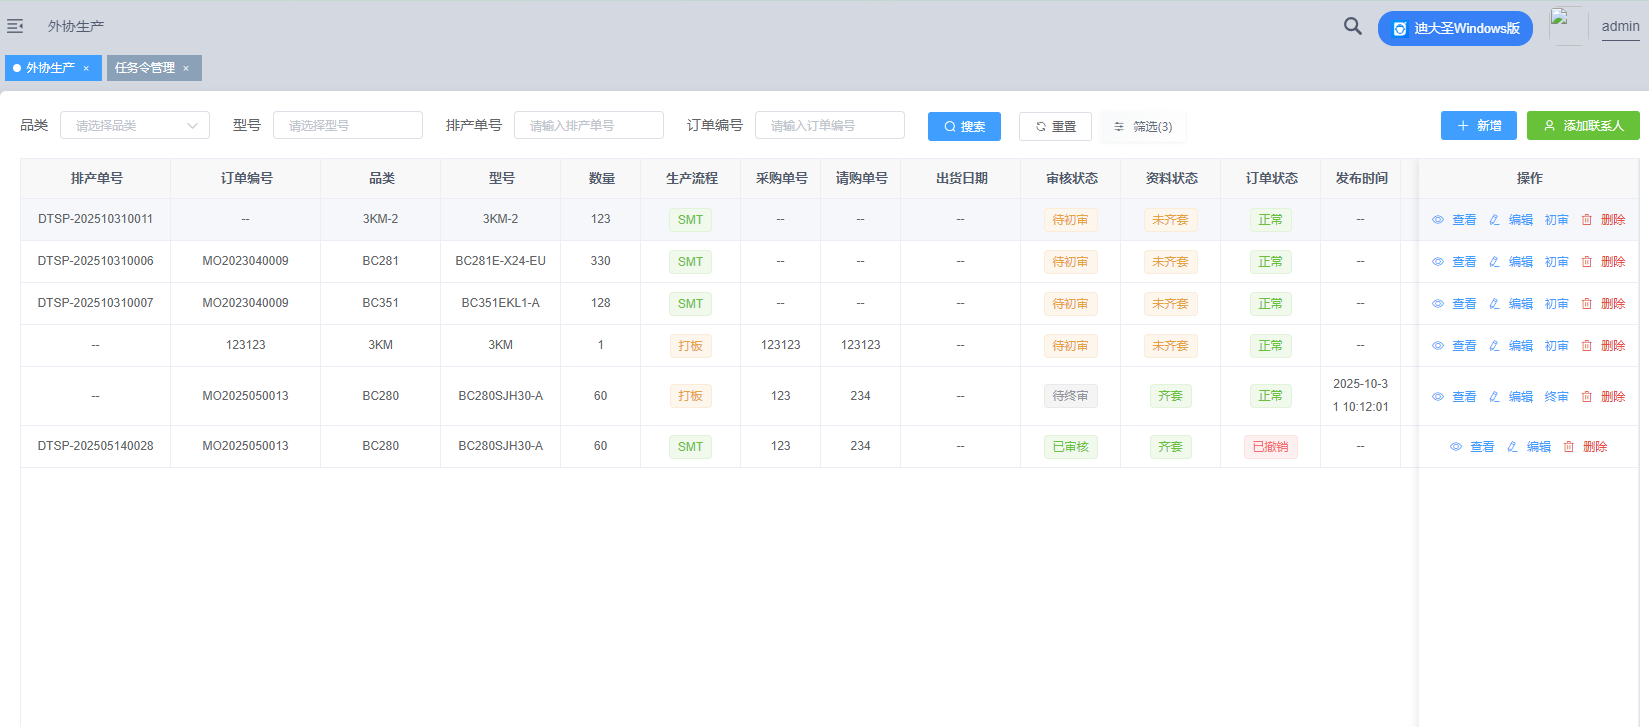 外协生产
迪大圣Windows版
admin
外协生产 ×
任务令管理 ×
品类 请选择品类 型号 请选择型号 排产单号 请输入排产单号 订单编号 请输入订单编号 搜索 重置 筛选(3) 新增 添加联系人
排产单号 订单编号 品类 型号 数量 生产流程 采购单号 请购单号 出货日期 审核状态 资料状态 订单状态 发布时间 操作
DTSP-202510310011 -- 3KM-2 3KM-2 123 SMT -- -- -- 待初审 未齐套 正常 -- 查看 编辑 初审 删除
DTSP-202510310006 MO2023040009 BC281 BC281E-X24-EU 330 SMT -- -- -- 待初审 未齐套 正常 -- 查看 编辑 初审 删除
DTSP-202510310007 MO2023040009 BC351 BC351EKL1-A 128 SMT -- -- -- 待初审 未齐套 正常 -- 查看 编辑 初审 删除
-- 123123 3KM 3KM 1 打板 123123 123123 -- 待初审 未齐套 正常 -- 查看 编辑 初审 删除
-- MO2025050013 BC280 BC280SJH30-A 60 打板 123 234 -- 待终审 齐套 正常 2025-10-3
1 10:12:01 查看 编辑 终审 删除
DTSP-202505140028 MO2025050013 BC280 BC280SJH30-A 60 SMT 123 234 -- 已审核 齐套 已撤销 -- 查看 编辑 删除